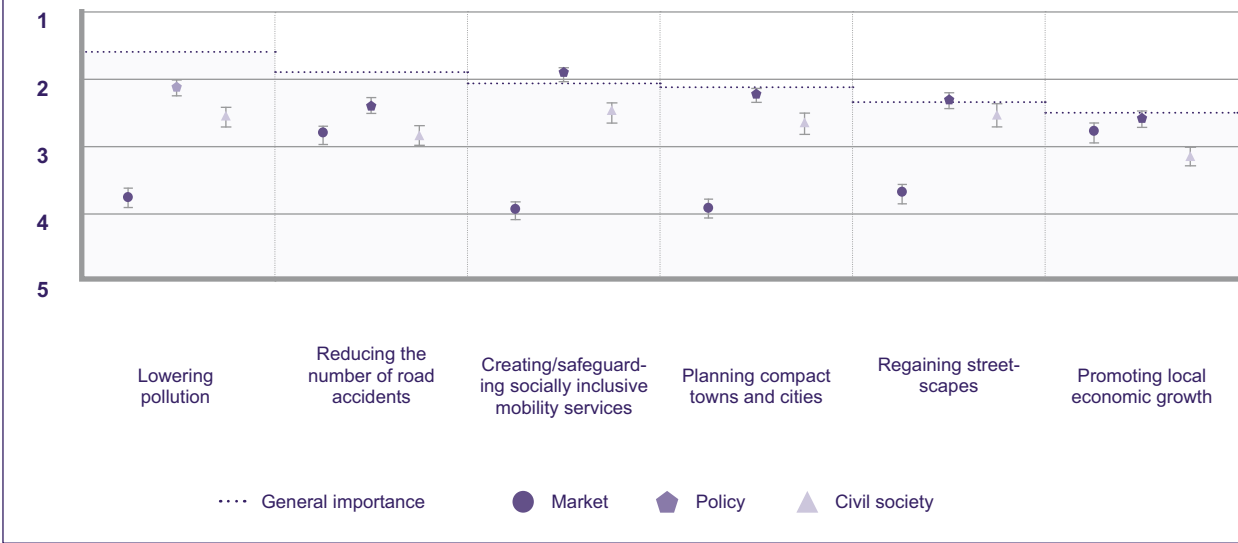 1
2
3
4
5
Lowering
pollution
Reducing the
number of road
accidents
Creating/safeguard-
ing socially inclusive
mobility services
Planning compact
towns and cities
Regaining street-
scapes
Promoting local
economic growth
General importance
Market
Policy
Civil society